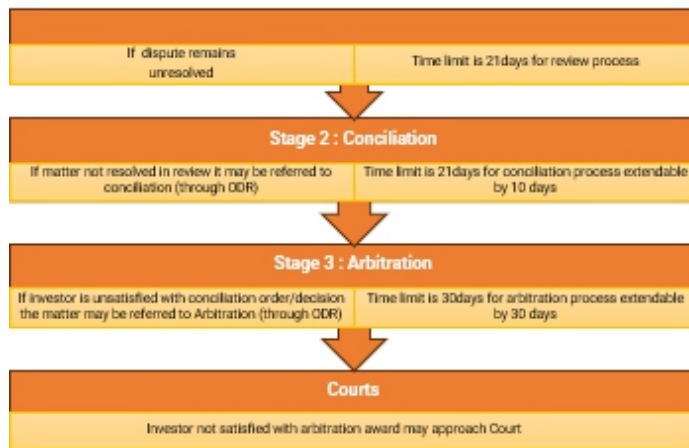 If dispute remains
unresolved
Time limit is 21days for review process
Stage 2 : Conciliation
If matter not resolved in review it may be referred to
conciliation (through ODR)
Time limit is 21days for conciliation process extendable
by 10 days
Stage 3 : Arbitration
If investor is unsatisfied with conciliation order/decision
the matter may be referred to Arbitration (through ODR)
Time limit is 30days for arbitration process extendable
by 30 days
Courts
Investor not satisfied with arbitration award may approach Court